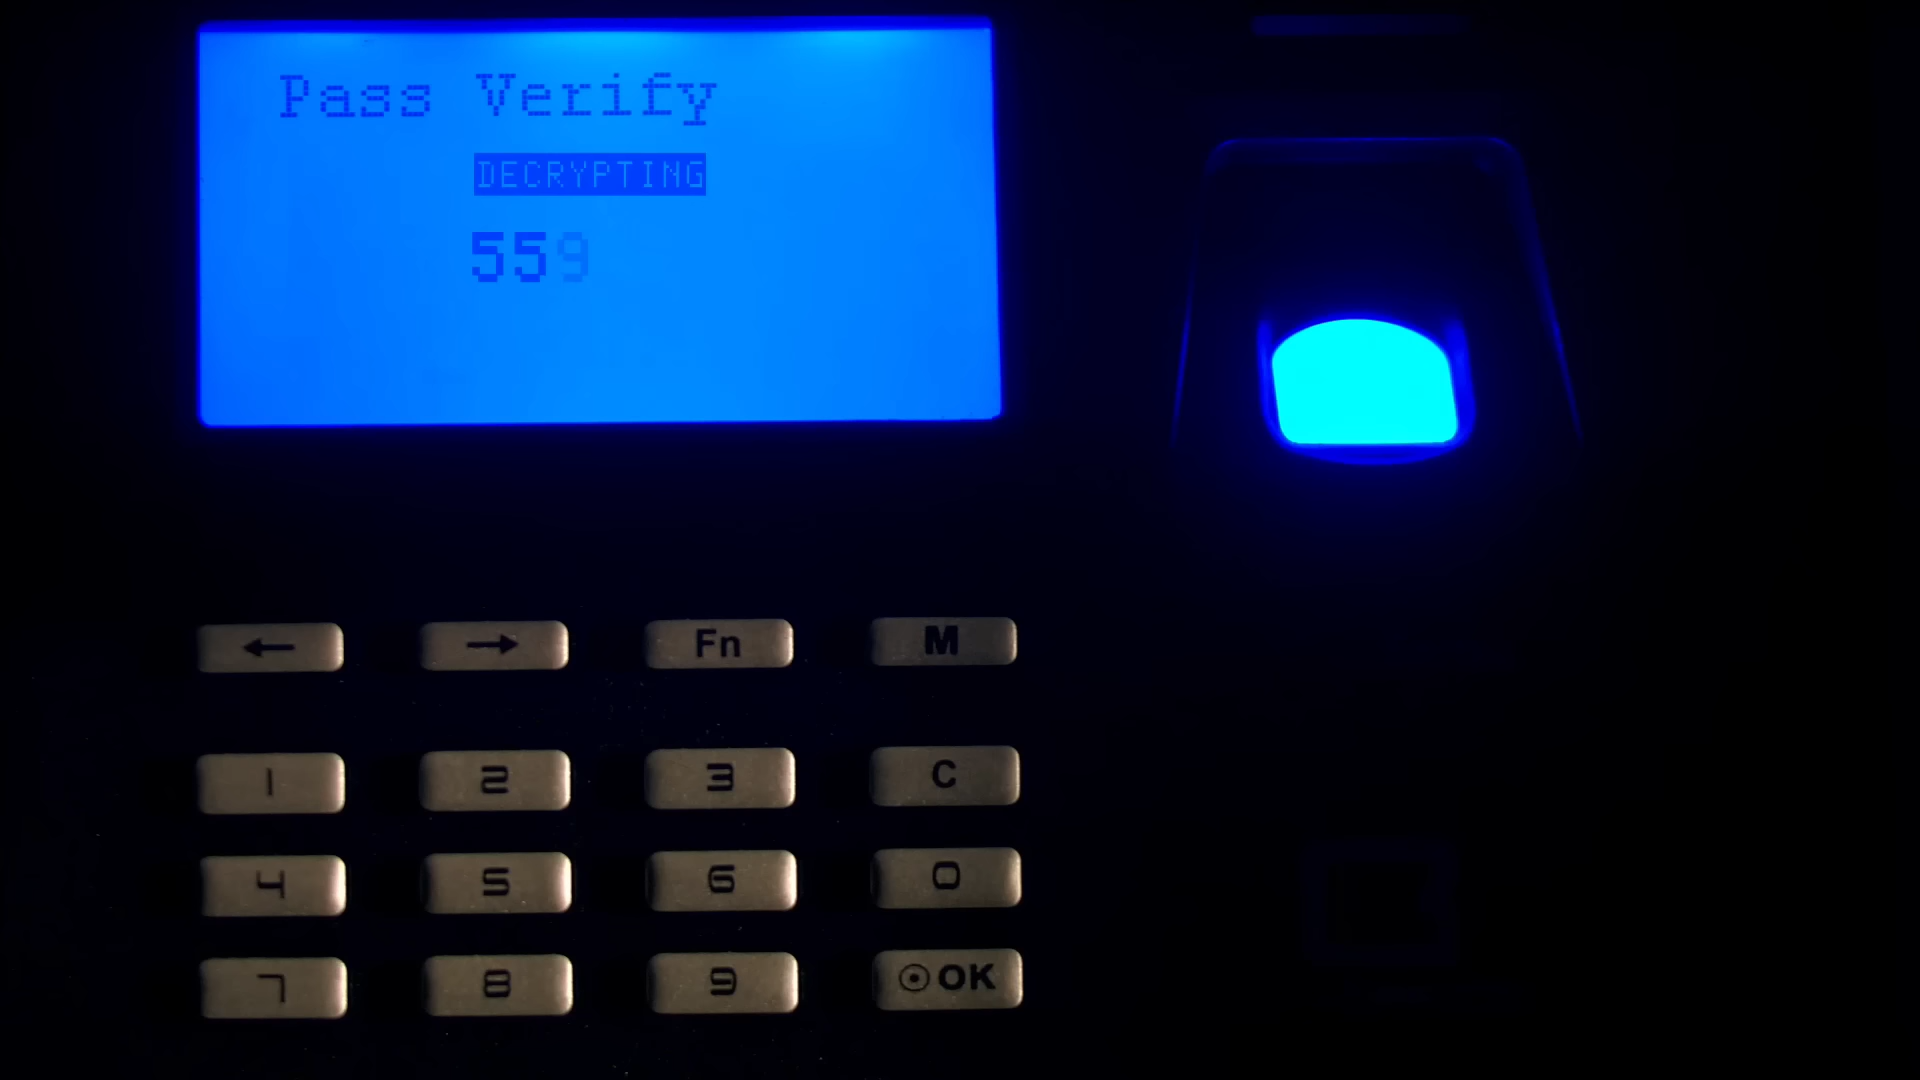 Pass Verify
DECRYPTING
559
← → Fn M
1 2 3 C
4 5 6 0
7 8 9 OK